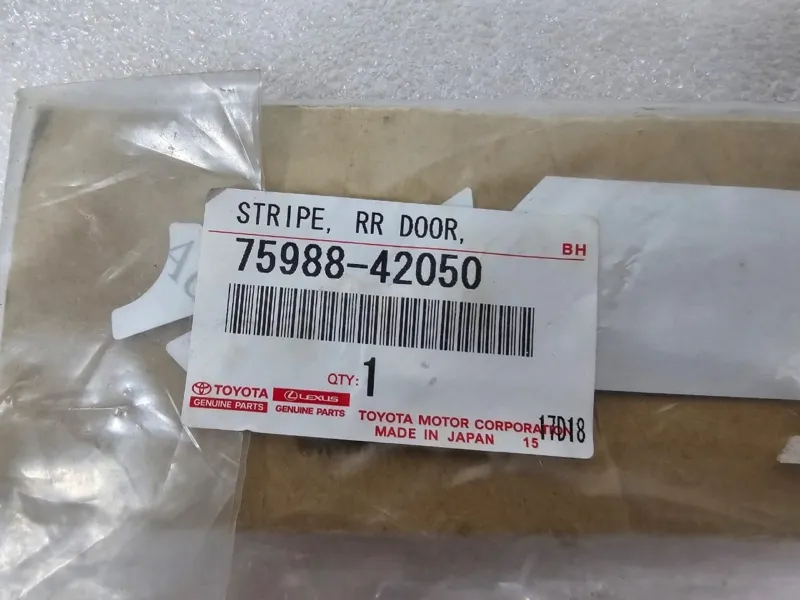 STRIPE, RR DOOR,
BH
75988-42050
QTY: 1
TOYOTA
GENUINE PARTS
LEXUS
GENUINE PARTS
TOYOTA MOTOR CORPORATION
MADE IN JAPAN 15
17D18